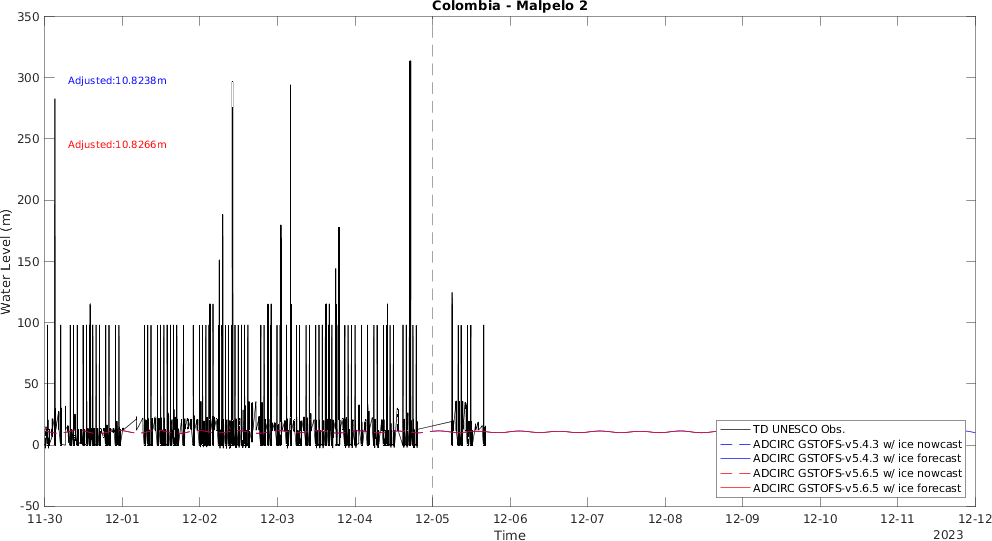 Colombia - Malpelo 2
350
300
250
200
150
100
50
0
-50
Water Level (m)
Adjusted:10.8238m
Adjusted:10.8266m
TD UNESCO Obs.
ADCIRC GSTOFS-v5.4.3 w/ ice nowcast
ADCIRC GSTOFS-v5.4.3 w/ ice forecast
ADCIRC GSTOFS-v5.6.5 w/ ice nowcast
ADCIRC GSTOFS-v5.6.5 w/ ice forecast
11-30 12-01 12-02 12-03 12-04 12-05 12-06 12-07 12-08 12-09 12-10 12-11 12-12
Time
2023